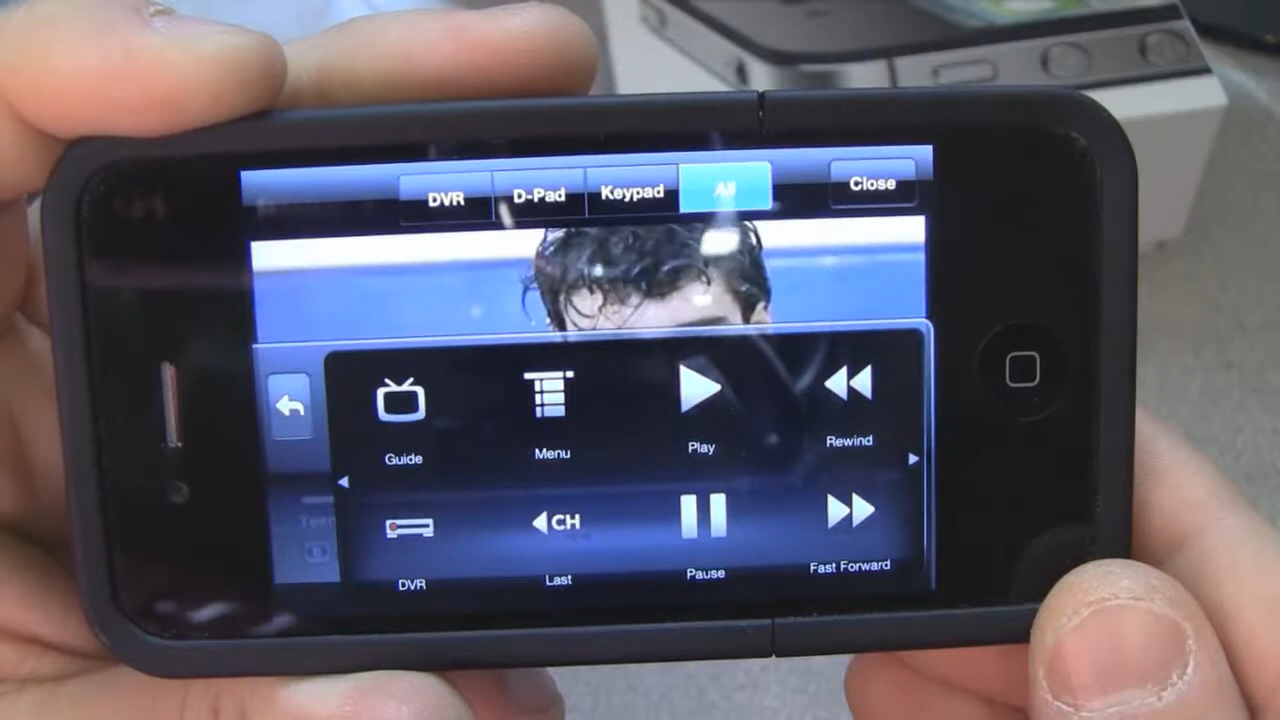 DVR D-Pad Keypad All Close
Guide Menu Play Rewind
CH
DVR Last Pause Fast Forward